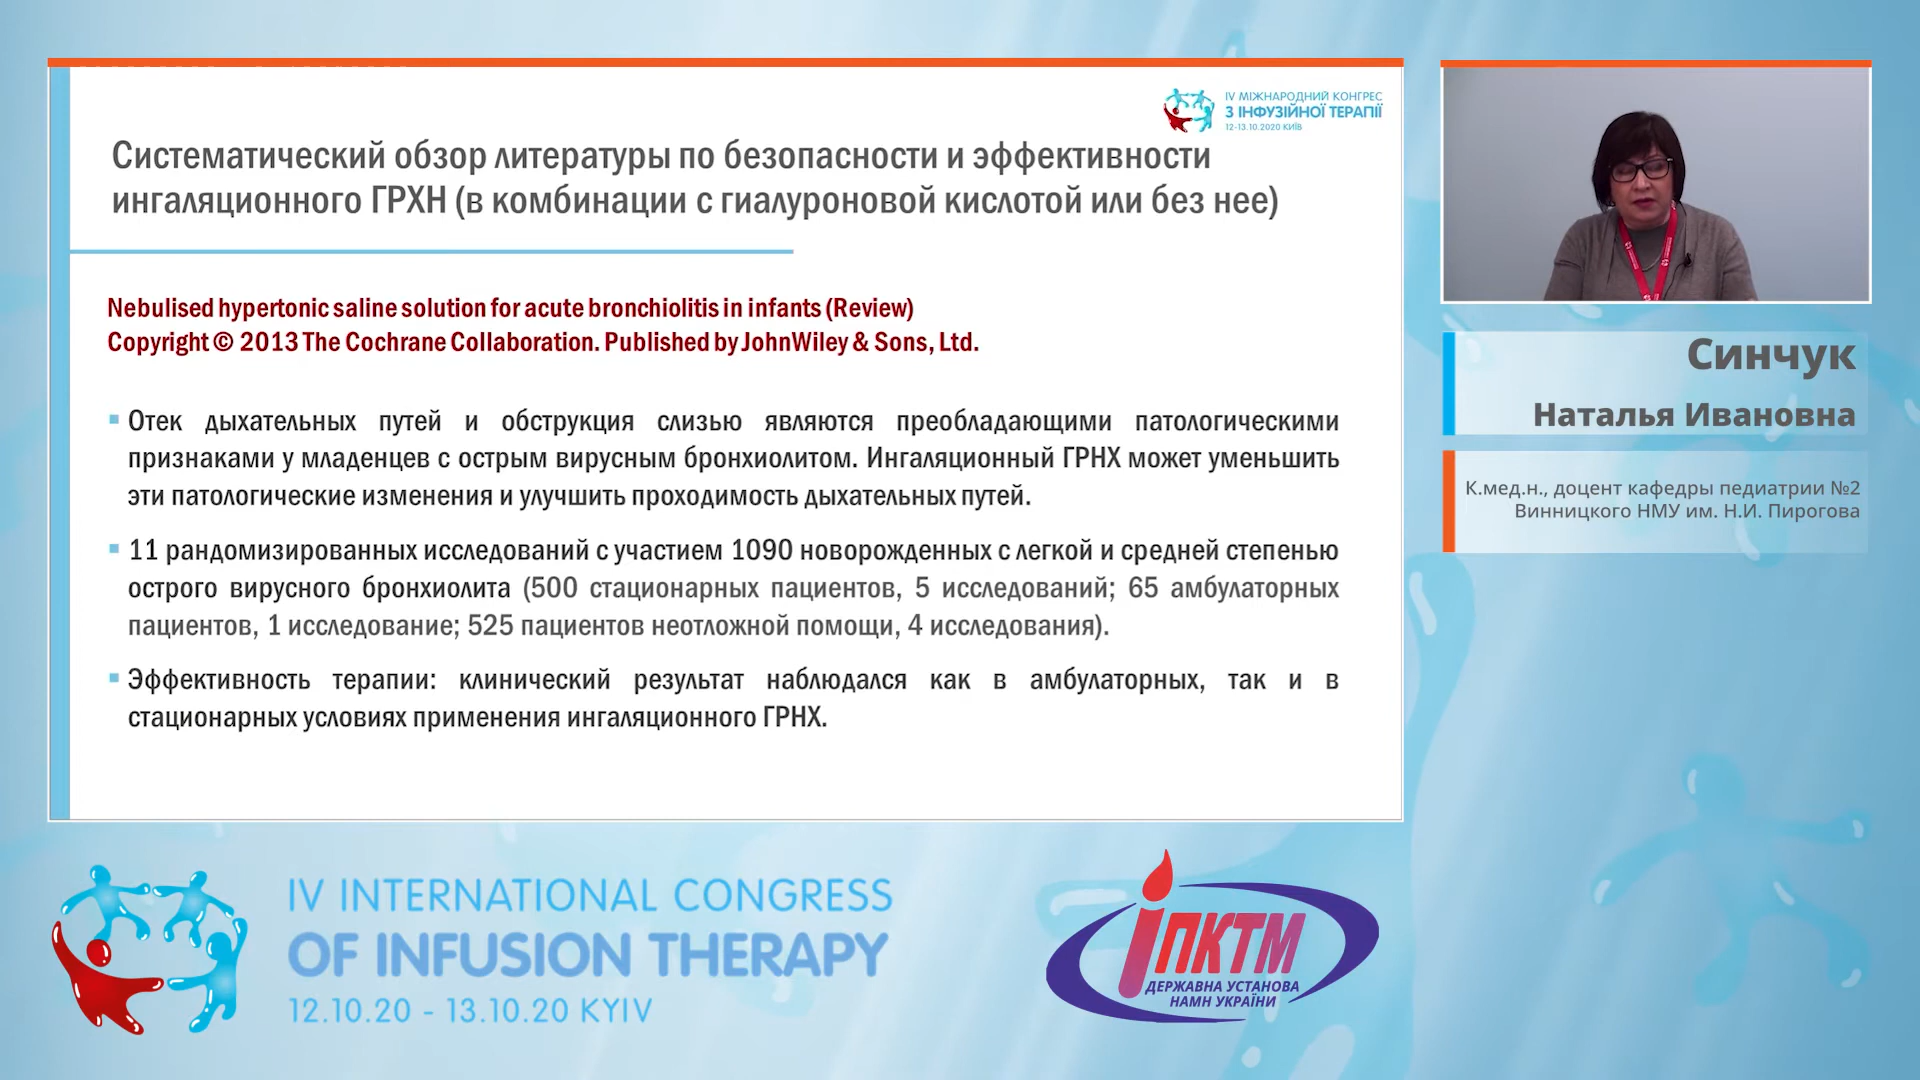 IV МІЖНАРОДНИЙ КОНГРЕС
З ІНФУЗІЙНОЇ ТЕРАПІЇ
12-13.10.2020 КИЇВ
Систематический обзор литературы по безопасности и эффективности
ингаляционного ГРХН (в комбинации с гиалуроновой кислотой или без нее)
Nebulised hypertonic saline solution for acute bronchiolitis in infants (Review)
Copyright © 2013 The Cochrane Collaboration. Published by JohnWiley & Sons, Ltd.
Отек дыхательных путей и обструкция слизью являются преобладающими патологическими
признаками у младенцев с острым вирусным бронхиолитом. Ингаляционный ГРНХ может уменьшить
эти патологические изменения и улучшить проходимость дыхательных путей.
11 рандомизированных исследований с участием 1090 новорожденных с легкой и средней степенью
острого вирусного бронхиолита (500 стационарных пациентов, 5 исследований; 65 амбулаторных
пациентов, 1 исследование; 525 пациентов неотложной помощи, 4 исследования).
Эффективность терапии: клинический результат наблюдался как в амбулаторных, так и в
стационарных условиях применения ингаляционного ГРНХ.
Синчук
Наталья Ивановна
К.мед.н., доцент кафедры педиатрии №2
Винницкого НМУ им. Н.И. Пирогова
IV INTERNATIONAL CONGRESS
OF INFUSION THERAPY
12.10.20 - 13.10.20 KYIV
ІПКТМ
ДЕРЖАВНА УСТАНОВА
НАМН УКРАЇНИ